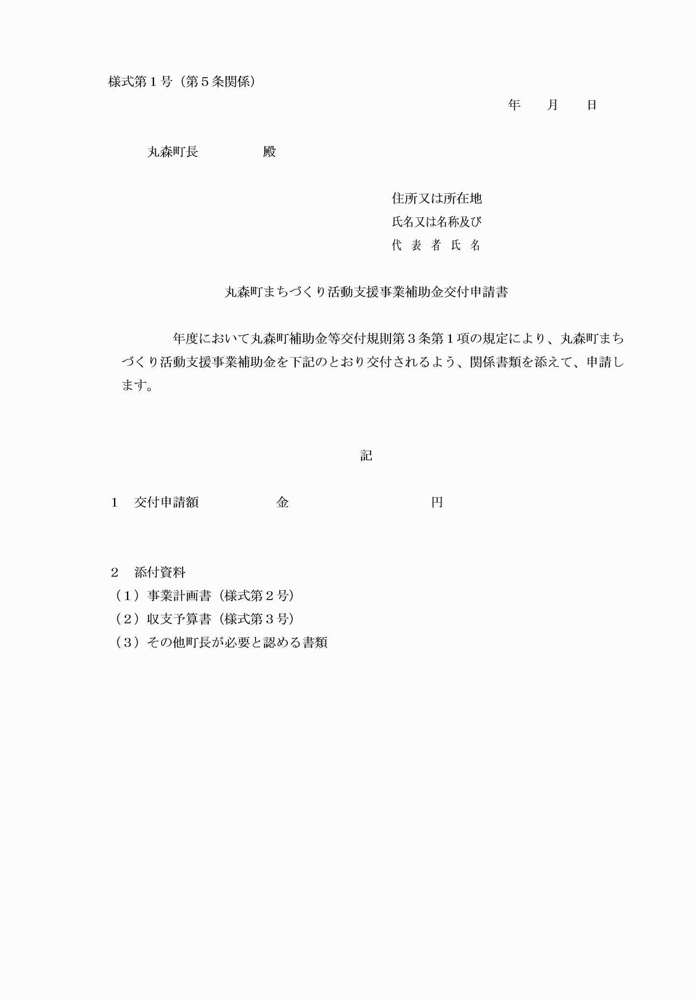 様式第１号（第５条関係）
年　　月　　日
丸森町長　　　　　殿
住所又は所在地
氏名又は名称及び
代　表　者　氏　名
丸森町まちづくり活動支援事業補助金交付申請書
年度において丸森町補助金等交付規則第３条第１項の規定により、丸森町まち
づくり活動支援事業補助金を下記のとおり交付されるよう、関係書類を添えて、申請し
ます。
記
１　交付申請額　　　　　　金　　　　　　　　　　　円
２　添付資料
（１）事業計画書（様式第２号）
（２）収支予算書（様式第３号）
（３）その他町長が必要と認める書類